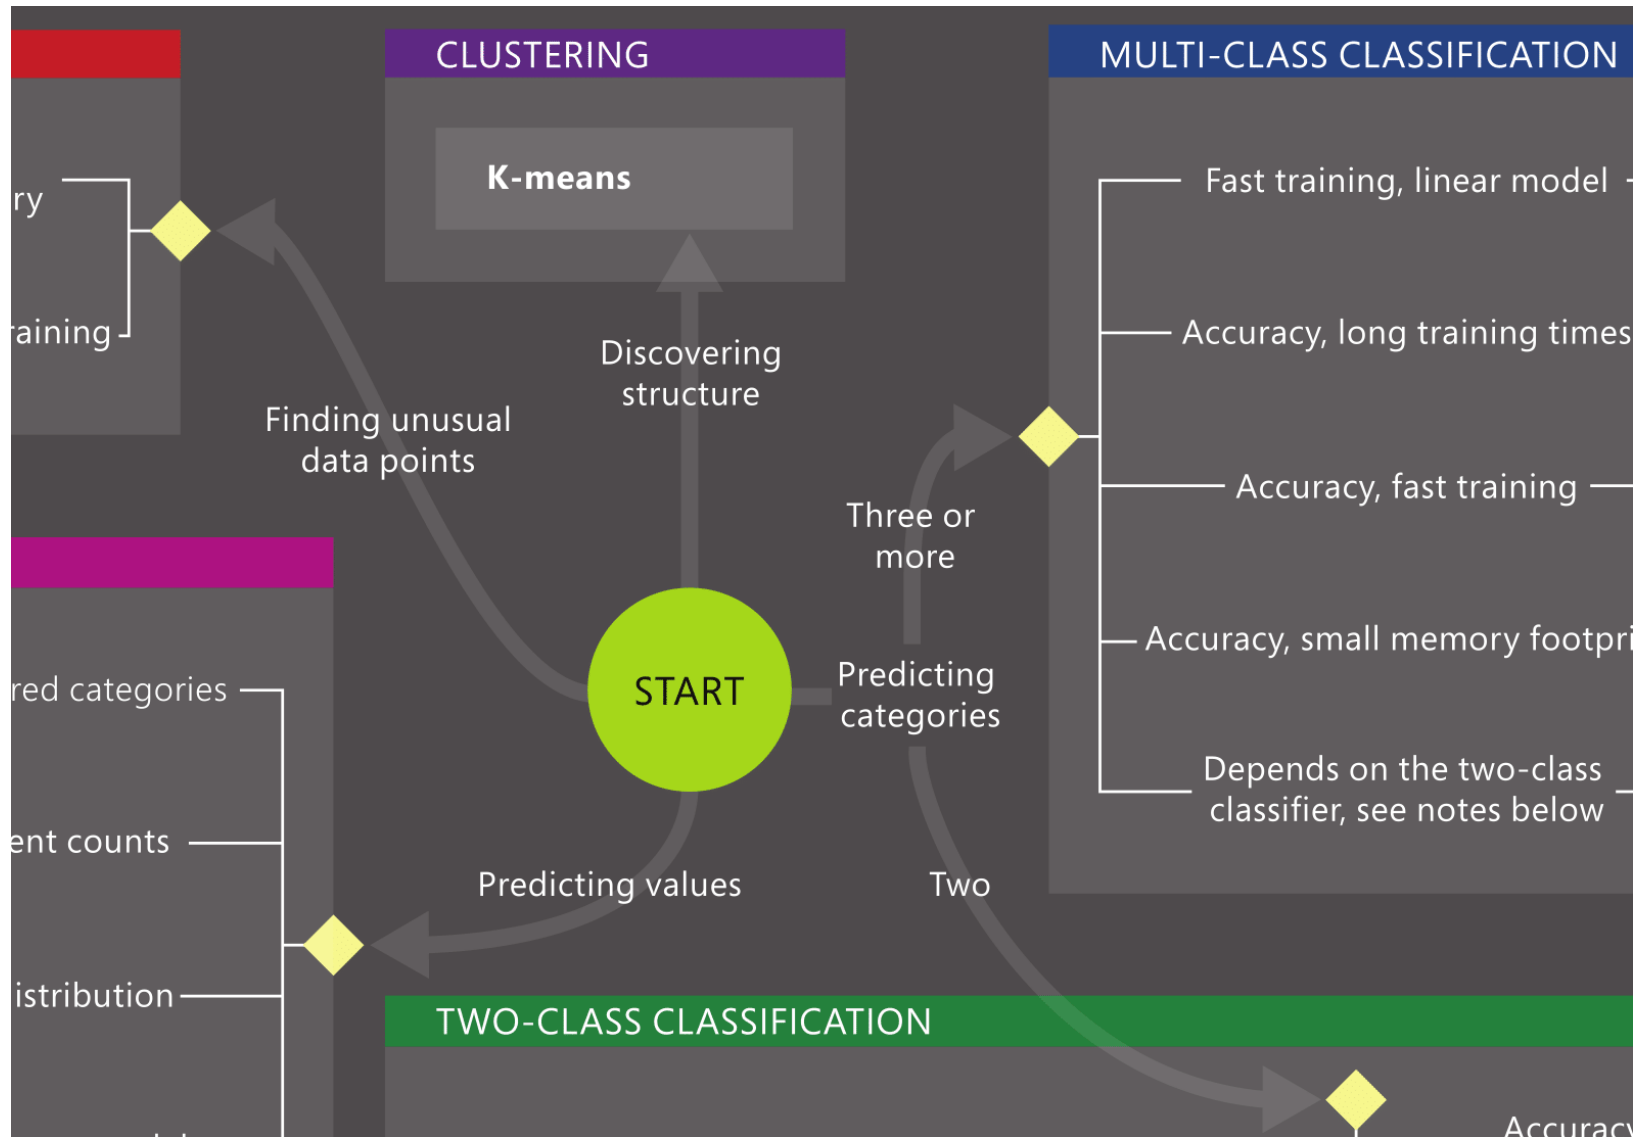 CLUSTERING
MULTI-CLASS CLASSIFICATION
K-means
Fast training, linear model
ry
Accuracy, long training times
raining
Discovering
structure
Finding unusual
data points
Accuracy, fast training
Three or
more
Accuracy, small memory footpri
START
Predicting
categories
red categories
Depends on the two-class
classifier, see notes below
ent counts
Predicting values
Two
istribution
TWO-CLASS CLASSIFICATION
Accuracy